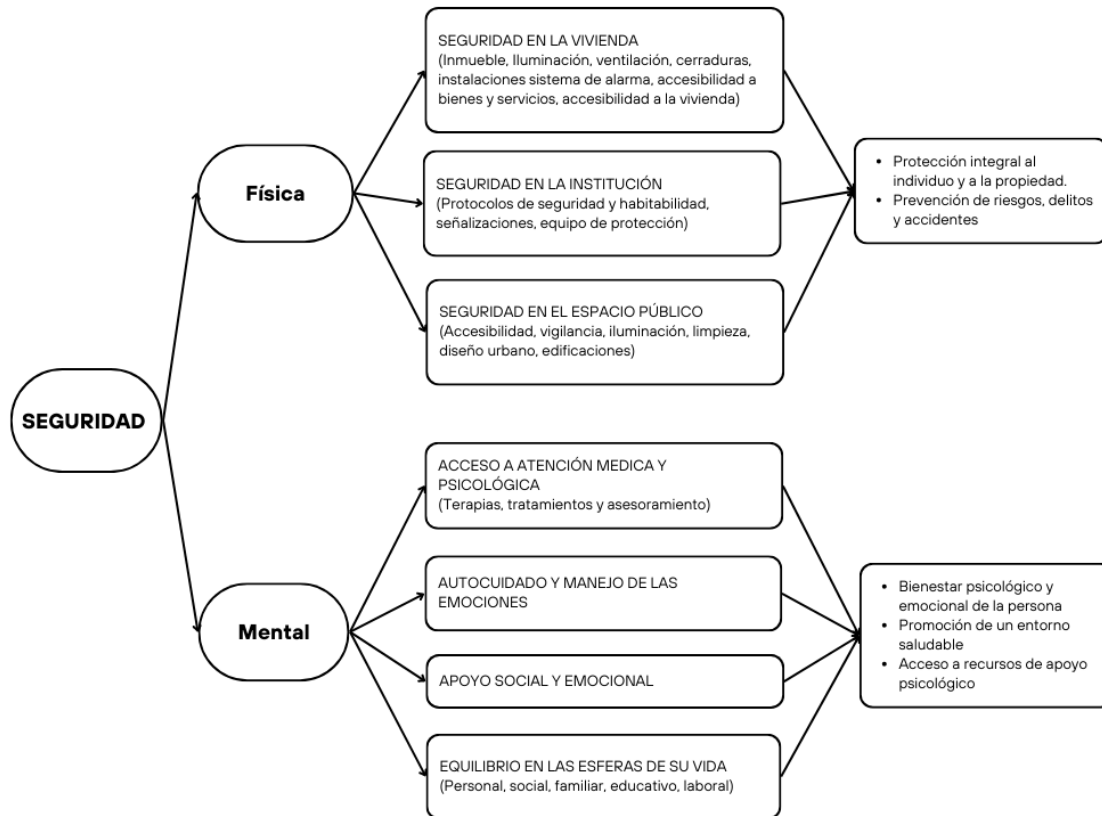 SEGURIDAD
Física
SEGURIDAD EN LA VIVIENDA
(Inmueble, Iluminación, ventilación, cerraduras,
instalaciones sistema de alarma, accesibilidad a
bienes y servicios, accesibilidad a la vivienda)
SEGURIDAD EN LA INSTITUCIÓN
(Protocolos de seguridad y habitabilidad,
señalizaciones, equipo de protección)
SEGURIDAD EN EL ESPACIO PÚBLICO
(Accesibilidad, vigilancia, iluminación, limpieza,
diseño urbano, edificaciones)
• Protección integral al
individuo y a la propiedad.
• Prevención de riesgos, delitos
y accidentes
Mental
ACCESO A ATENCIÓN MEDICA Y
PSICOLÓGICA
(Terapias, tratamientos y asesoramiento)
AUTOCUIDADO Y MANEJO DE LAS
EMOCIONES
APOYO SOCIAL Y EMOCIONAL
EQUILIBRIO EN LAS ESFERAS DE SU VIDA
(Personal, social, familiar, educativo, laboral)
• Bienestar psicológico y
emocional de la persona
• Promoción de un entorno
saludable
• Acceso a recursos de apoyo
psicológico